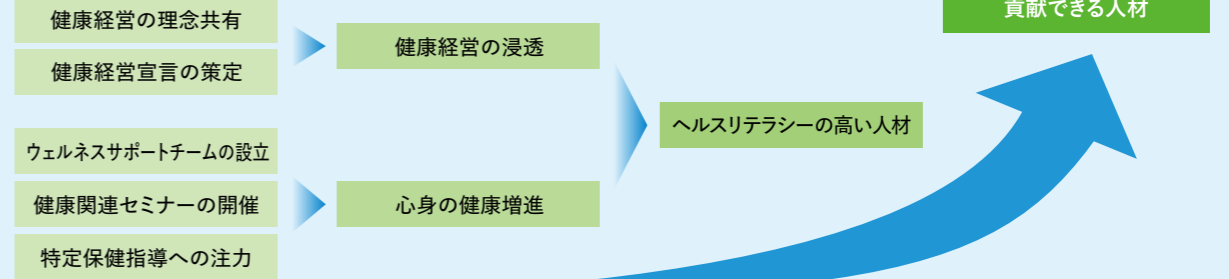 貢献できる人材
健康経営の理念共有
健康経営の浸透
健康経営宣言の策定
ヘルスリテラシーの高い人材
ウェルネスサポートチームの設立
健康関連セミナーの開催
心身の健康増進
特定保健指導への注力